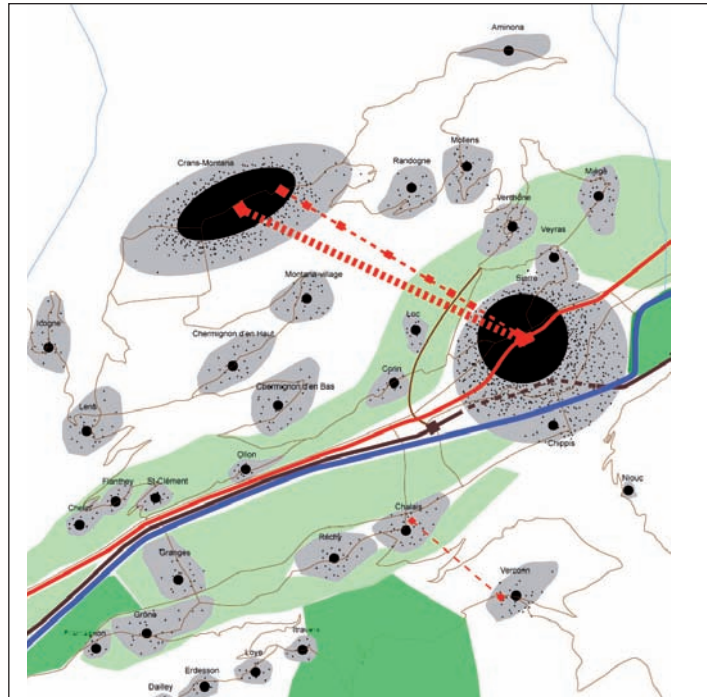 Aminona
Mollens
Crans-Montana
Randogne
Miège
Venthône
Veyras
Sierre
Montana-village
Loc
Icogne
Chermignon d'en Haut
Corin
Chermignon d'en Bas
Lens
Chippis
Ollon
Flanthey
St-Clément
Niouc
Chelin
Chalais
Réchy
Granges
Vercorin
Grône
Itravers
Loye
Erdesson
Dailley